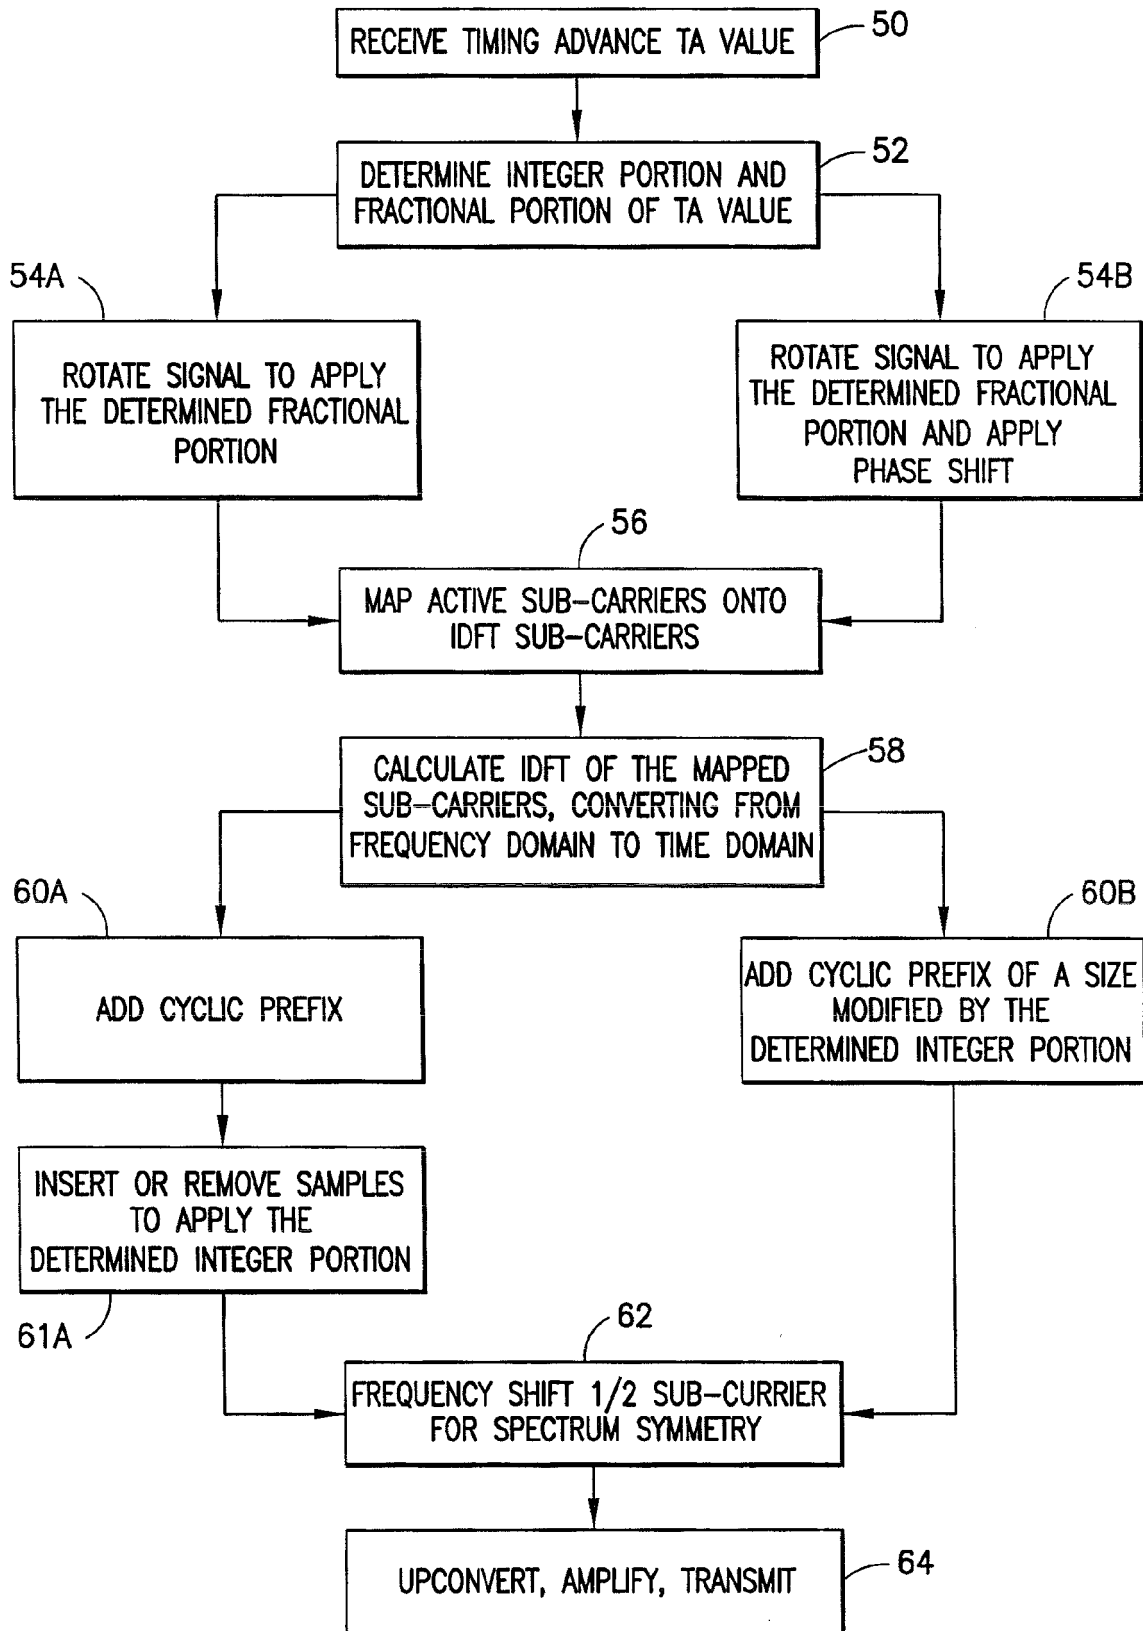 RECEIVE TIMING ADVANCE TA VALUE
50
DETERMINE INTEGER PORTION AND
FRACTIONAL PORTION OF TA VALUE
52
54A
ROTATE SIGNAL TO APPLY
THE DETERMINED FRACTIONAL
PORTION
54B
ROTATE SIGNAL TO APPLY
THE DETERMINED FRACTIONAL
PORTION AND APPLY
PHASE SHIFT
56
MAP ACTIVE SUB-CARRIERS ONTO
IDFT SUB-CARRIERS
58
CALCULATE IDFT OF THE MAPPED
SUB-CARRIERS, CONVERTING FROM
FREQUENCY DOMAIN TO TIME DOMAIN
60A
ADD CYCLIC PREFIX
60B
ADD CYCLIC PREFIX OF A SIZE
MODIFIED BY THE
DETERMINED INTEGER PORTION
INSERT OR REMOVE SAMPLES
TO APPLY THE
DETERMINED INTEGER PORTION
61A
62
FREQUENCY SHIFT 1/2 SUB-CURRIER
FOR SPECTRUM SYMMETRY
UPCONVERT, AMPLIFY, TRANSMIT
64